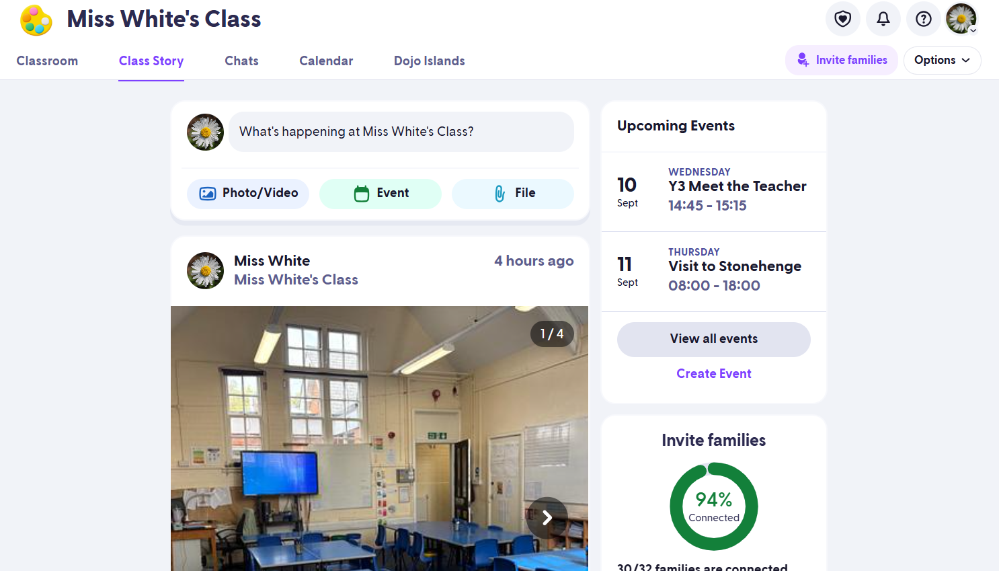 Miss White's Class
Classroom
Class Story
Chats
Calendar
Dojo Islands
Invite families
Options
What's happening at Miss White's Class?
Photo/Video
Event
File
Miss White
4 hours ago
Miss White's Class
1 / 4
Upcoming Events
WEDNESDAY
10
Y3 Meet the Teacher
Sept
14:45 - 15:15
THURSDAY
11
Visit to Stonehenge
Sept
08:00 - 18:00
View all events
Create Event
Invite families
94%
Connected
30/32 families are connected